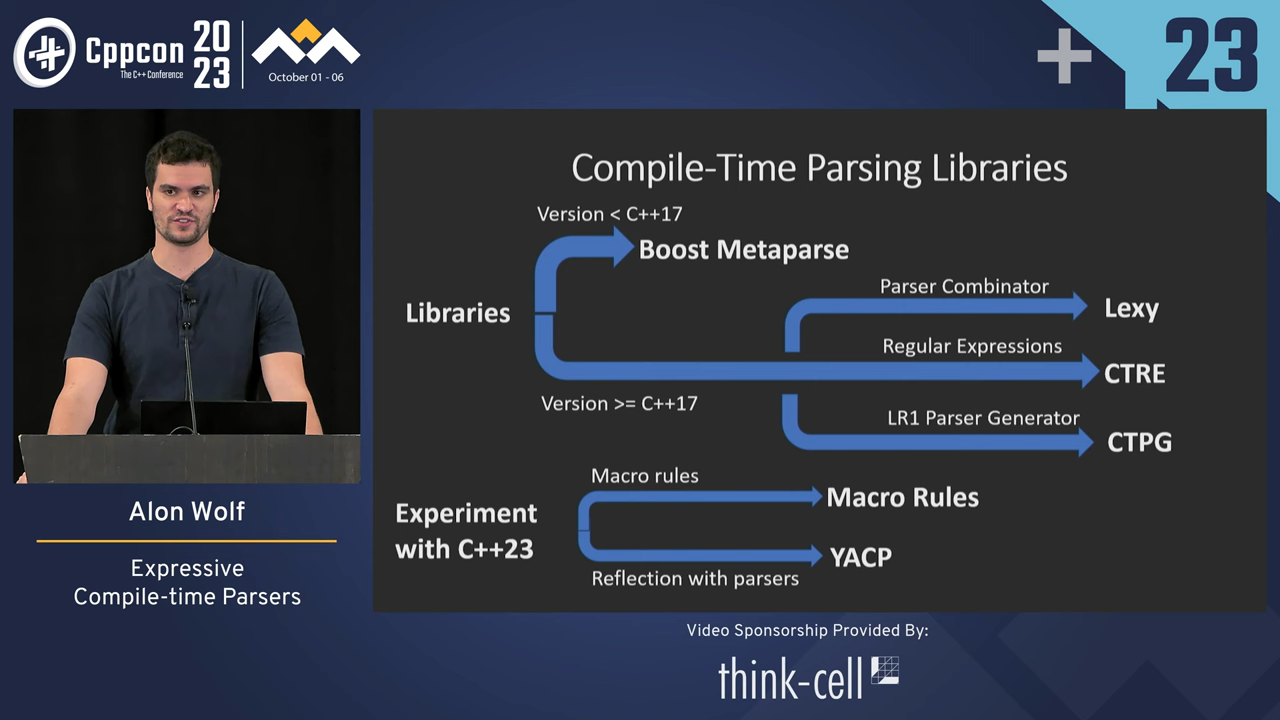 Cppcon
The C++ Conference
20
23
October 01 - 06
23
Compile-Time Parsing Libraries
Version < C++17
Boost Metaparse
Libraries
Parser Combinator
Lexy
Regular Expressions
CTRE
Version >= C++17
LR1 Parser Generator
CTPG
Macro rules
Macro Rules
Experiment
with C++23
YACP
Reflection with parsers
Alon Wolf
Expressive
Compile-time Parsers
Video Sponsorship Provided By:
think-cell